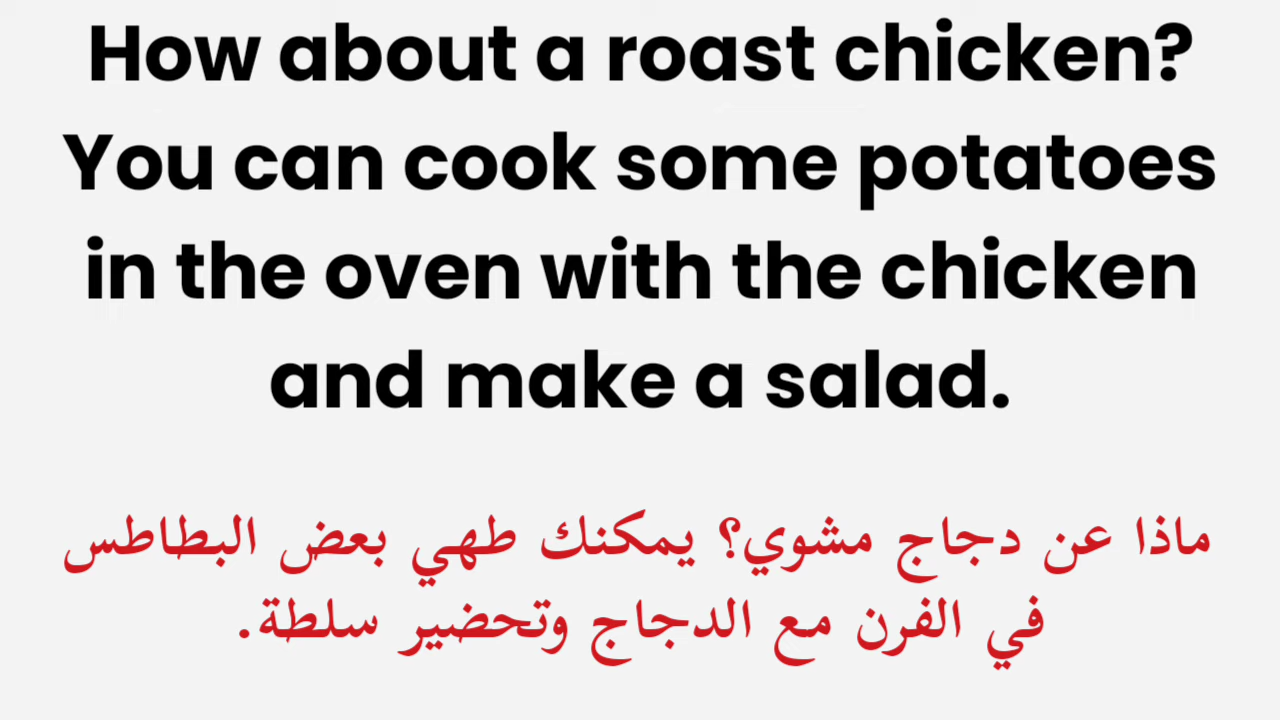 How about a roast chicken?
You can cook some potatoes
in the oven with the chicken
and make a salad.
ماذا عن دجاج مشوي؟ يمكنك طهي بعض البطاطس
في الفرن مع الدجاج وتحضير سلطة.